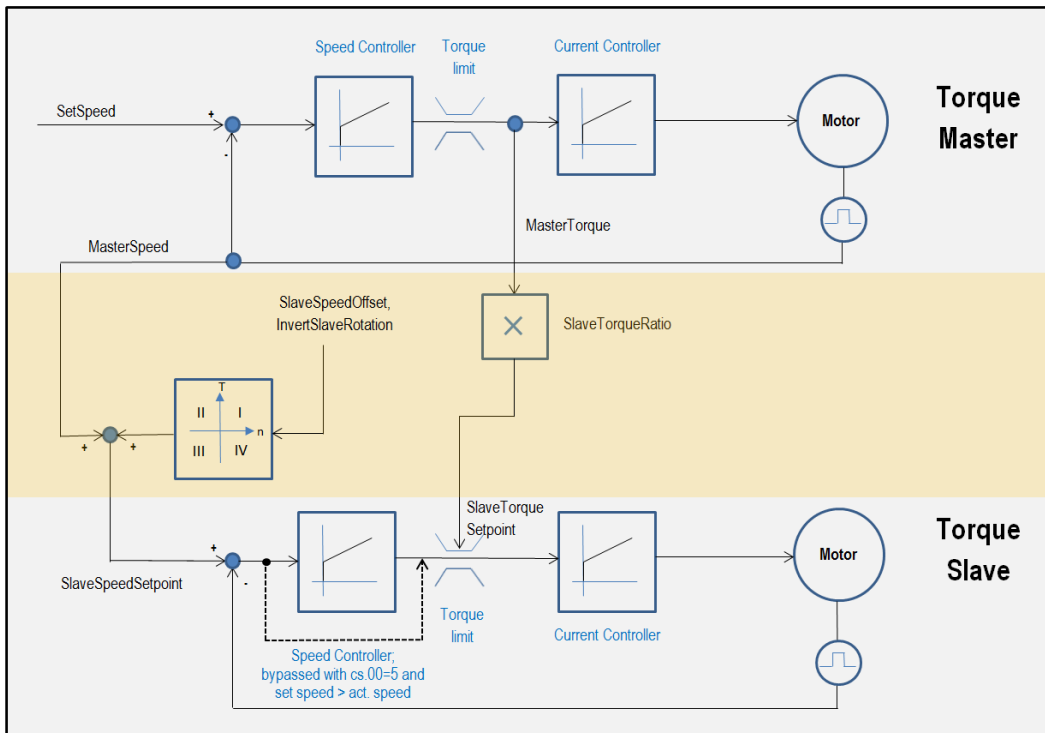 Speed Controller
Torque
limit
Current Controller
Torque
Master
SetSpeed
+
-
Motor
MasterTorque
MasterSpeed
SlaveSpeedOffset,
InvertSlaveRotation
SlaveTorqueRatio
T
II
I
n
III
IV
+
+
SlaveTorque
Setpoint
Torque
Slave
+
-
Motor
SlaveSpeedSetpoint
Torque
limit
Current Controller
Speed Controller;
bypassed with cs.00=5 and
set speed > act. speed